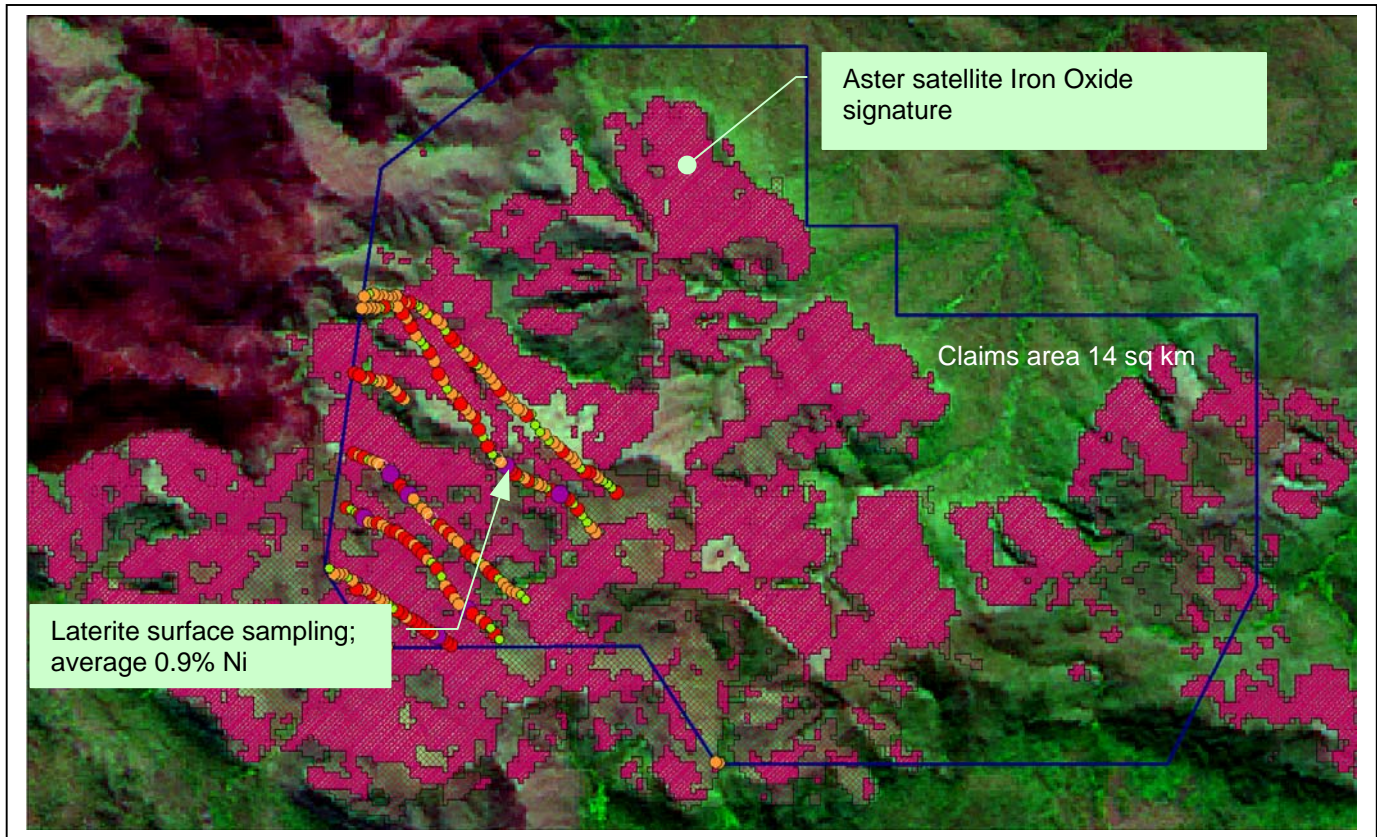 Aster satellite Iron Oxide
signature
Claims area 14 sq km
Laterite surface sampling;
average 0.9% Ni